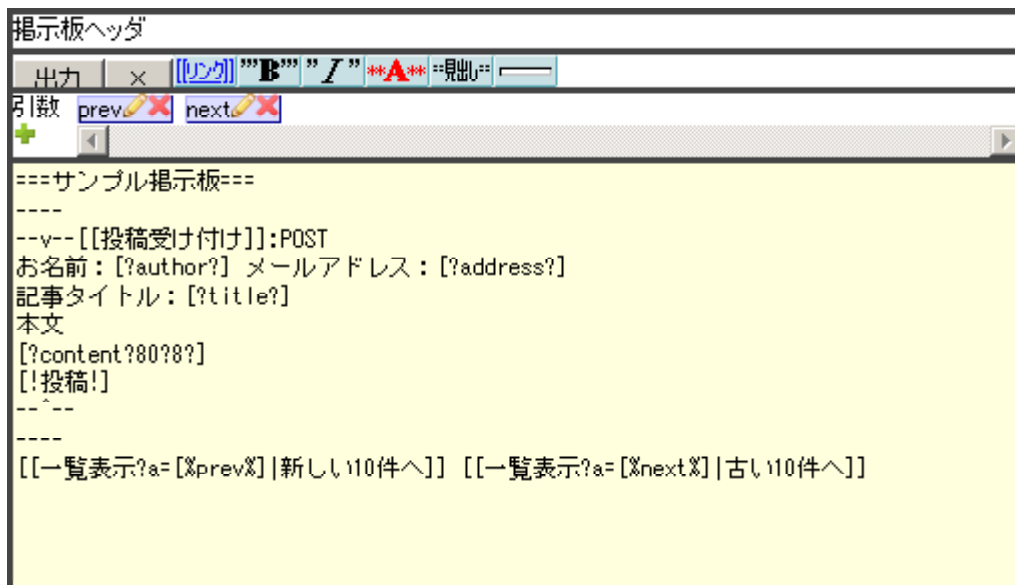 掲示板ヘッダ
出力 × [[リンク]] '''B''' ''I'' **A** ==見出し==
引数 prev next
===サンプル掲示板===
----
--v--[[投稿受け付け]]:POST
お名前：[?author?] メールアドレス：[?address?]
記事タイトル：[?title?]
本文
[?content?80?8?]
[!投稿!]
--^--
----
[[一覧表示?a=[%prev%]|新しい10件へ]] [[一覧表示?a=[%next%]|古い10件へ]]